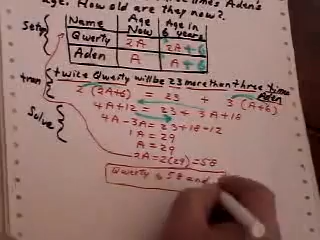 age. How old are they now?
Setup
Name Age Now Age in 6 years
Qwerty 2A 2A+6
Aden A A+6
tran twice Qwerty will be 23 more than three times Aden
2 (2A+6) = 23 + 3 (A+6)
Solve
4A+12 = 23 + 3A+18
4A-3A = 23+18-12
1A = 29
A = 29
2A=2(29)=58
Qwerty is 58 and